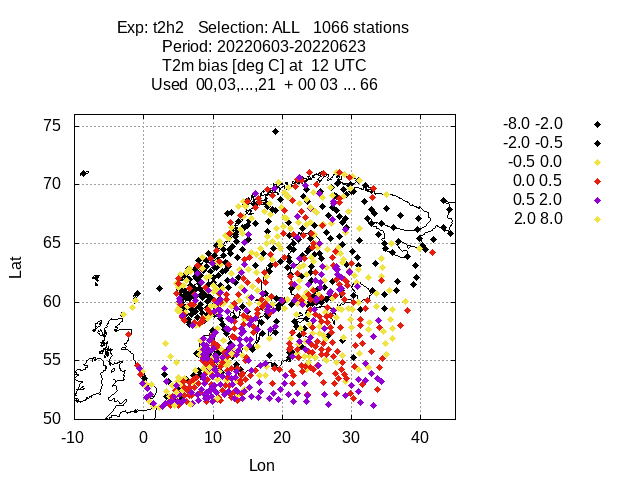 Exp: t2h2   Selection: ALL   1066 stations
Period: 20220603-20220623
T2m bias [deg C] at  12 UTC
Used  00,03,...,21  + 00 03 ... 66
-8.0 -2.0
-2.0 -0.5
-0.5 0.0
0.0 0.5
0.5 2.0
2.0 8.0
75
70
65
60
55
50
Lat
-10 0 10 20 30 40
Lon